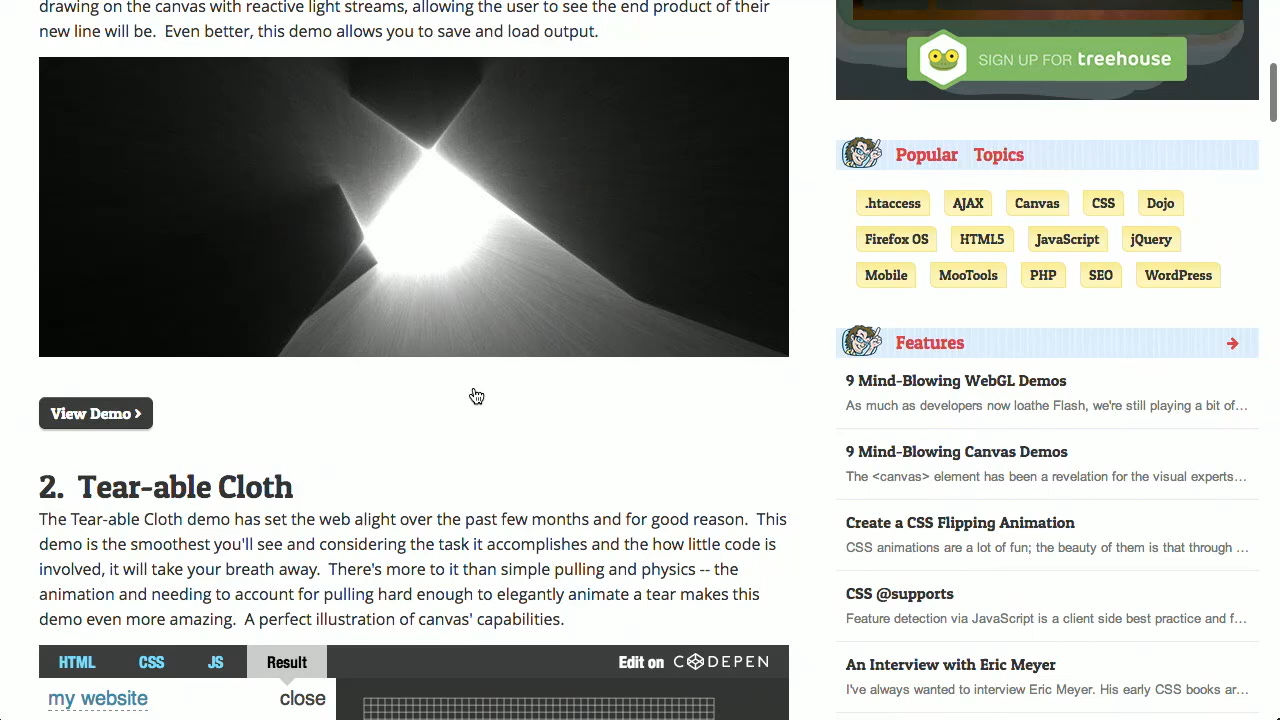 drawing on the canvas with reactive light streams, allowing the user to see the end product of their
new line will be.  Even better, this demo allows you to save and load output.
View Demo ›
2.  Tear-able Cloth
The Tear-able Cloth demo has set the web alight over the past few months and for good reason.  This
demo is the smoothest you'll see and considering the task it accomplishes and the how little code is
involved, it will take your breath away.  There's more to it than simple pulling and physics -- the
animation and needing to account for pulling hard enough to elegantly animate a tear makes this
demo even more amazing.  A perfect illustration of canvas' capabilities.
HTML CSS JS Result Edit on CODEPEN
my website close
SIGN UP FOR treehouse
Popular Topics
.htaccess AJAX Canvas CSS Dojo
Firefox OS HTML5 JavaScript jQuery
Mobile MooTools PHP SEO WordPress
Features
9 Mind-Blowing WebGL Demos
As much as developers now loathe Flash, we're still playing a bit of…
9 Mind-Blowing Canvas Demos
The <canvas> element has been a revelation for the visual experts…
Create a CSS Flipping Animation
CSS animations are a lot of fun; the beauty of them is that through …
CSS @supports
Feature detection via JavaScript is a client side best practice and f…
An Interview with Eric Meyer
I've always wanted to interview Eric Meyer. His early CSS books ar…